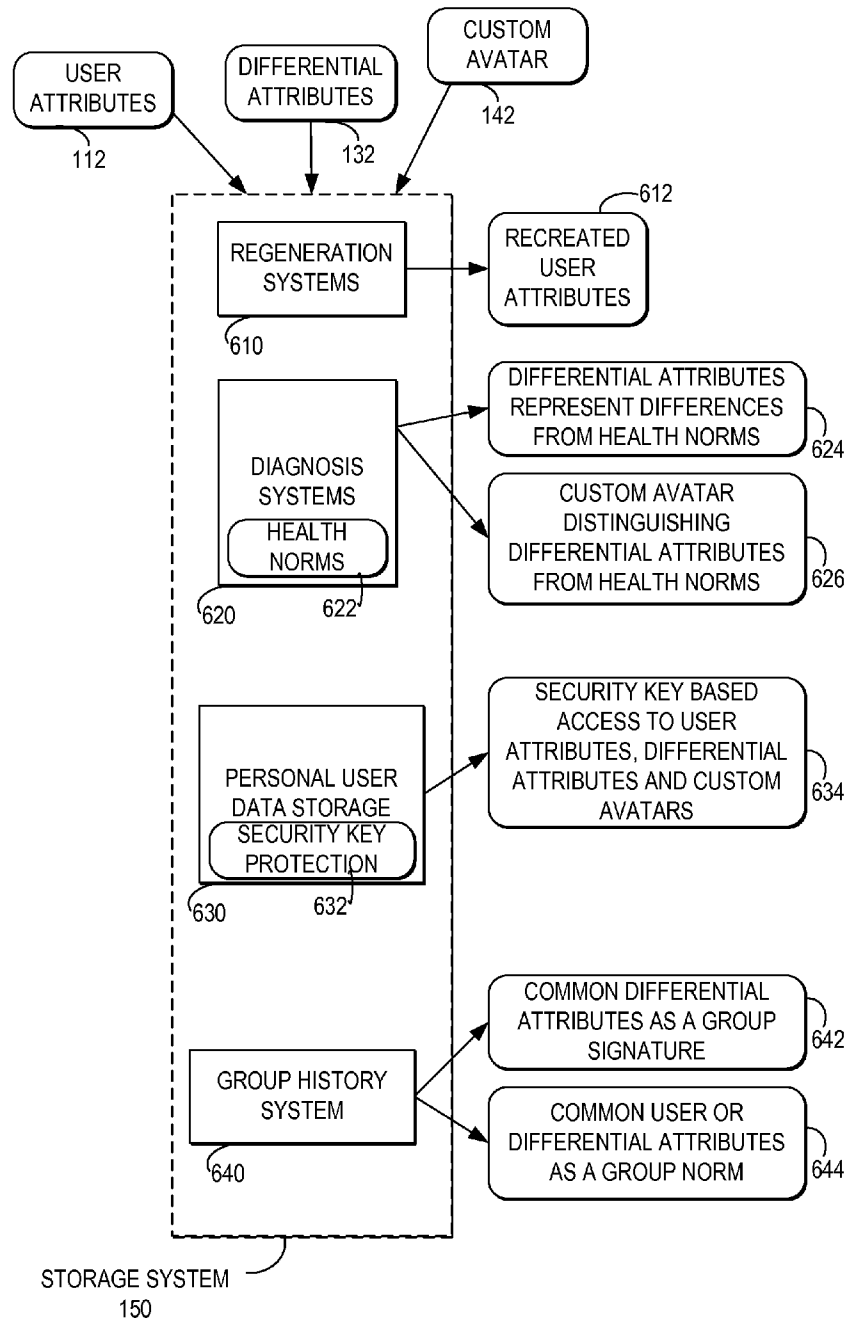 USER
ATTRIBUTES
112
DIFFERENTIAL
ATTRIBUTES
132
CUSTOM
AVATAR
142
REGENERATION
SYSTEMS
610
612
RECREATED
USER
ATTRIBUTES
DIAGNOSIS
SYSTEMS
HEALTH
NORMS
620
622
DIFFERENTIAL ATTRIBUTES
REPRESENT DIFFERENCES
FROM HEALTH NORMS
624
CUSTOM AVATAR
DISTINGUISHING
DIFFERENTIAL ATTRIBUTES
FROM HEALTH NORMS
626
PERSONAL USER
DATA STORAGE
SECURITY KEY
PROTECTION
630
632
SECURITY KEY BASED
ACCESS TO USER
ATTRIBUTES, DIFFERENTIAL
ATTRIBUTES AND CUSTOM
AVATARS
634
GROUP HISTORY
SYSTEM
640
COMMON DIFFERENTIAL
ATTRIBUTES AS A GROUP
SIGNATURE
642
COMMON USER OR
DIFFERENTIAL ATTRIBUTES
AS A GROUP NORM
644
STORAGE SYSTEM
150